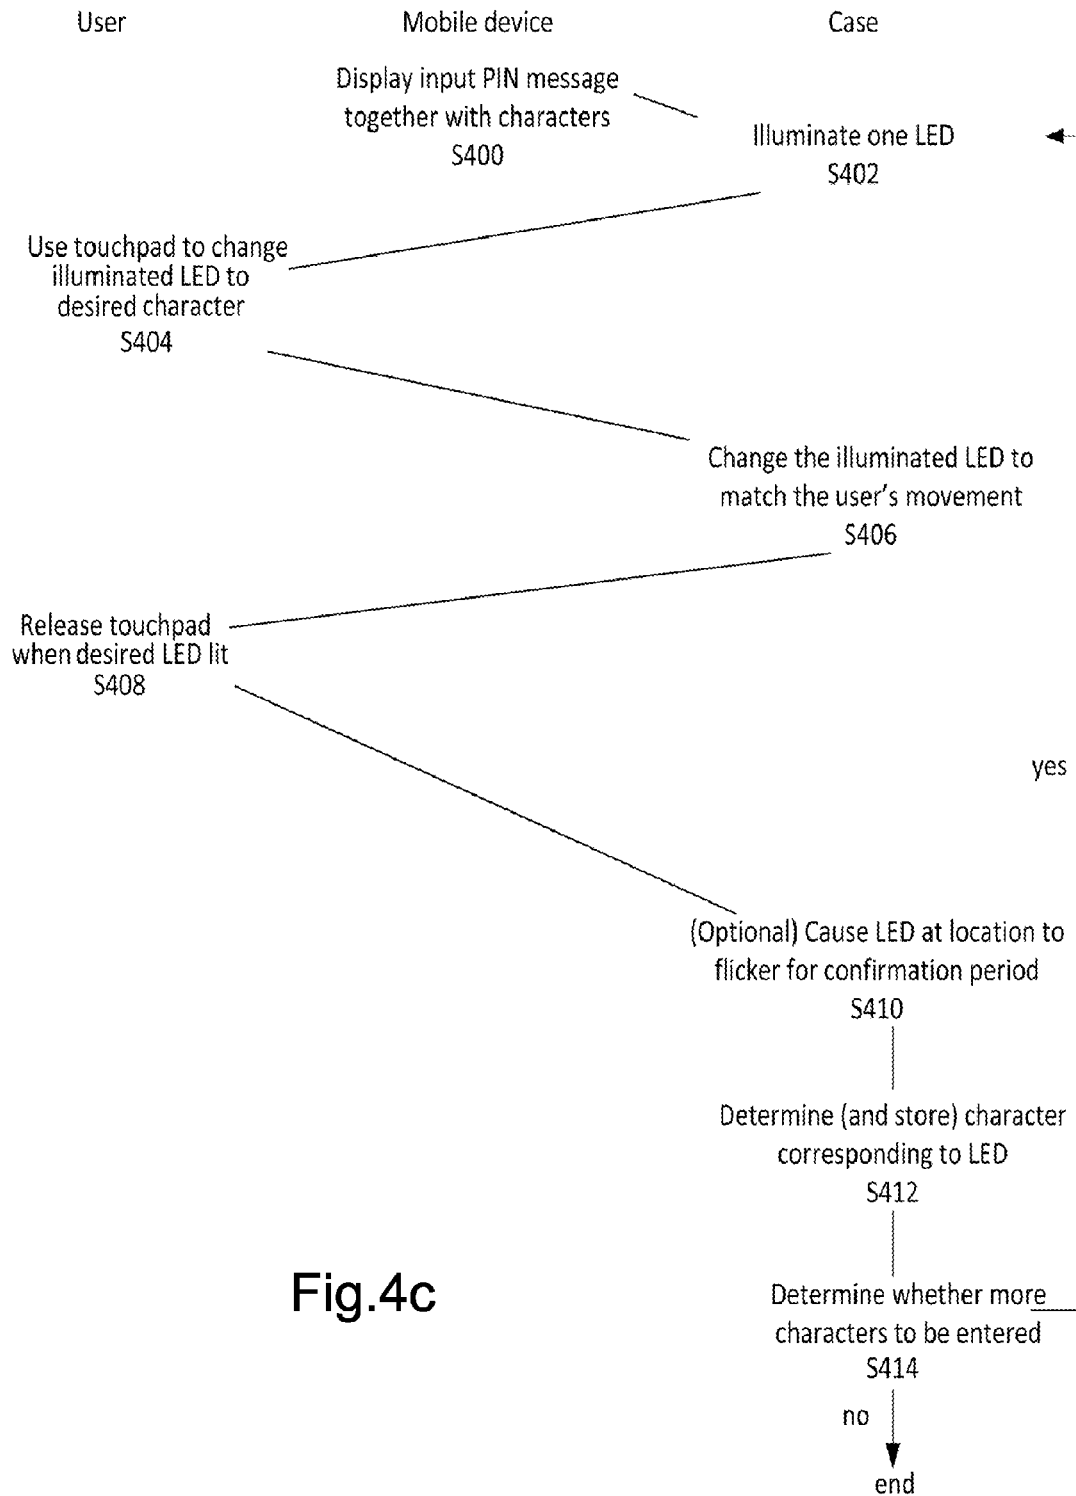 User
Mobile device
Case
Display input PIN message
together with characters
S400
Illuminate one LED
S402
Use touchpad to change
illuminated LED to
desired character
S404
Change the illuminated LED to
match the user's movement
S406
Release touchpad
when desired LED lit
S408
yes
(Optional) Cause LED at location to
flicker for confirmation period
S410
Determine (and store) character
corresponding to LED
S412
Determine whether more
characters to be entered
S414
no
end
Fig.4c